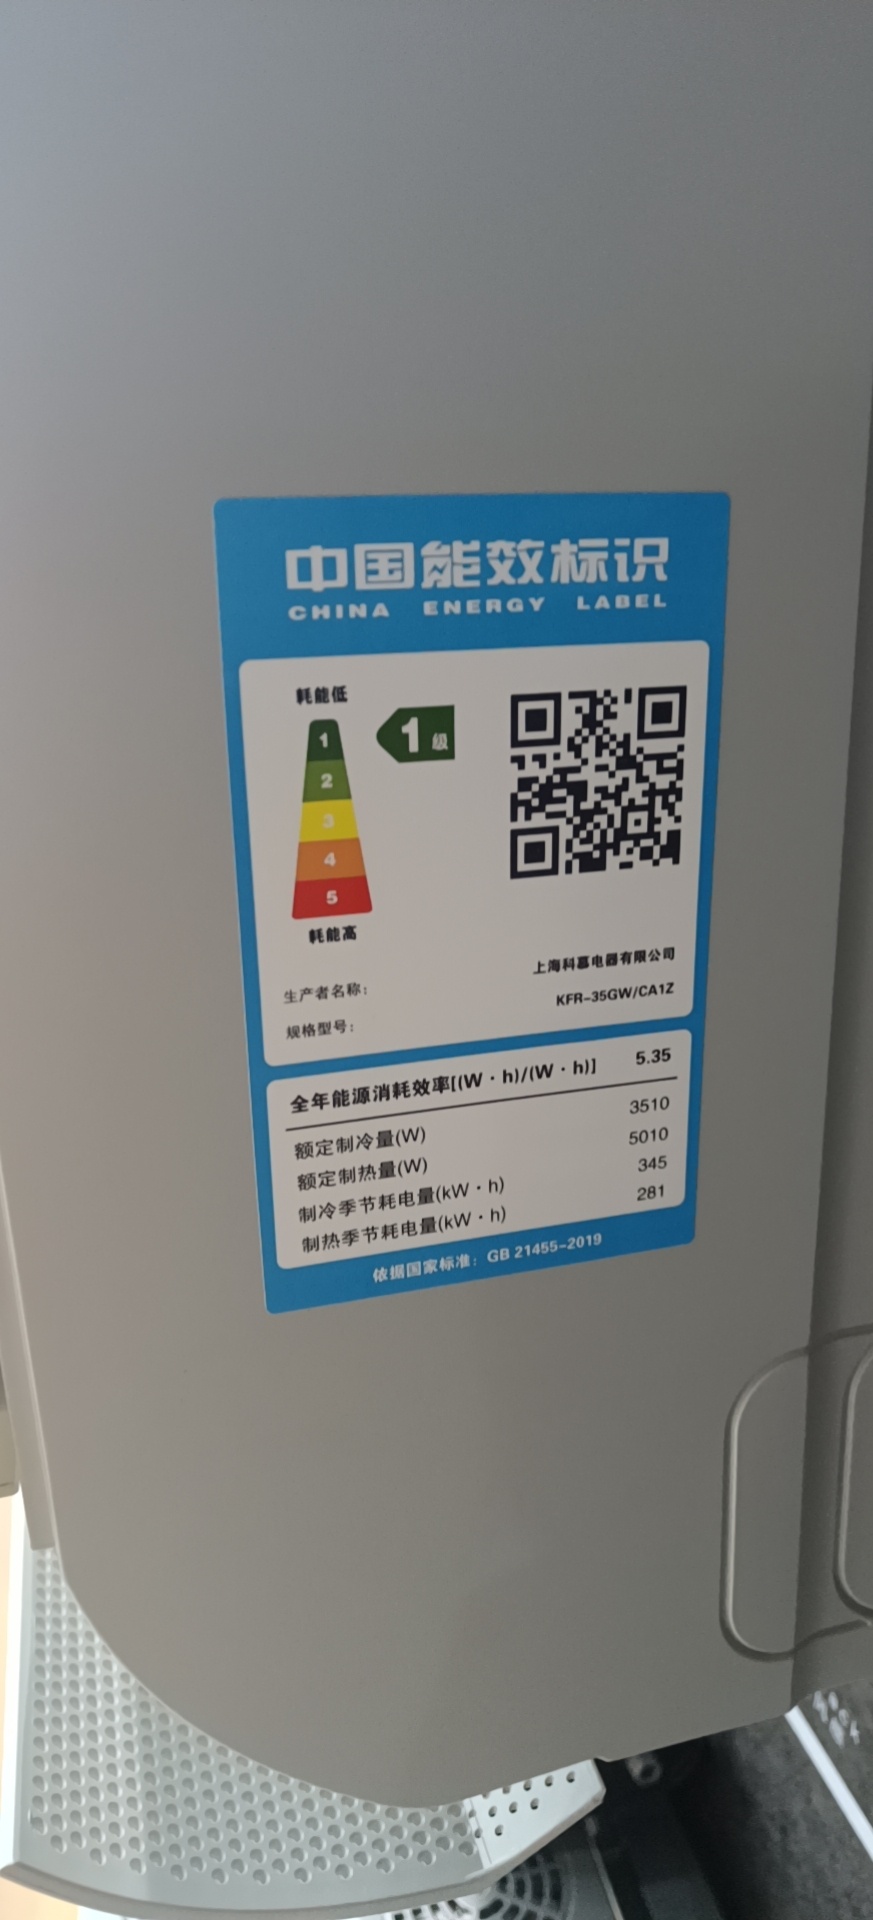 中国能效标识
CHINA ENERGY LABEL
耗能低
1
1级
2
3
4
5
耗能高
生产者名称: 上海科慕电器有限公司
规格型号: KFR-35GW/CA1Z
全年能源消耗效率[(W·h)/(W·h)] 5.35
额定制冷量(W) 3510
额定制热量(W) 5010
制冷季节耗电量(kW·h) 345
制热季节耗电量(kW·h) 281
依据国家标准: GB 21455-2019